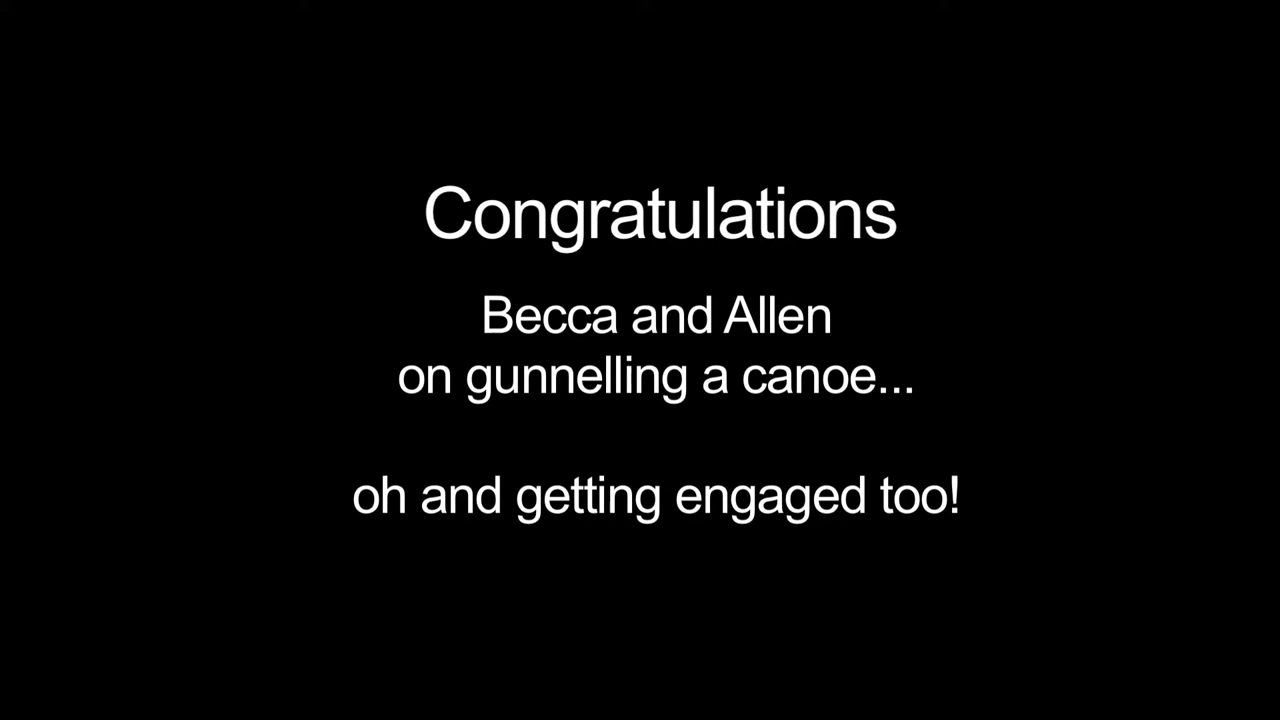 Congratulations
Becca and Allen
on gunnelling a canoe...
oh and getting engaged too!